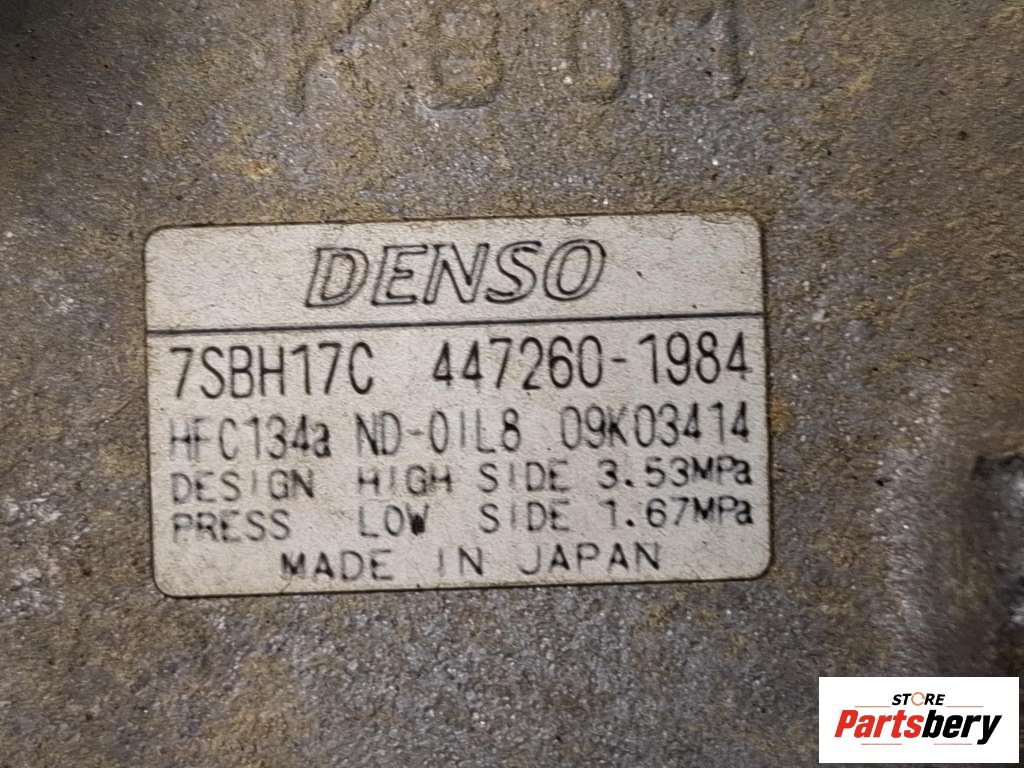 KB01
DENSO
7SBH17C 447260-1984
HFC134a ND-OIL8 09K03414
DESIGN HIGH SIDE 3.53MPa
PRESS LOW SIDE 1.67MPa
MADE IN JAPAN
STORE
Partsbery